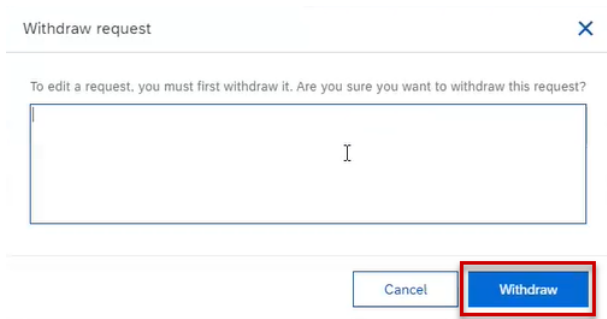 Withdraw request
To edit a request, you must first withdraw it. Are you sure you want to withdraw this request?
Cancel
Withdraw